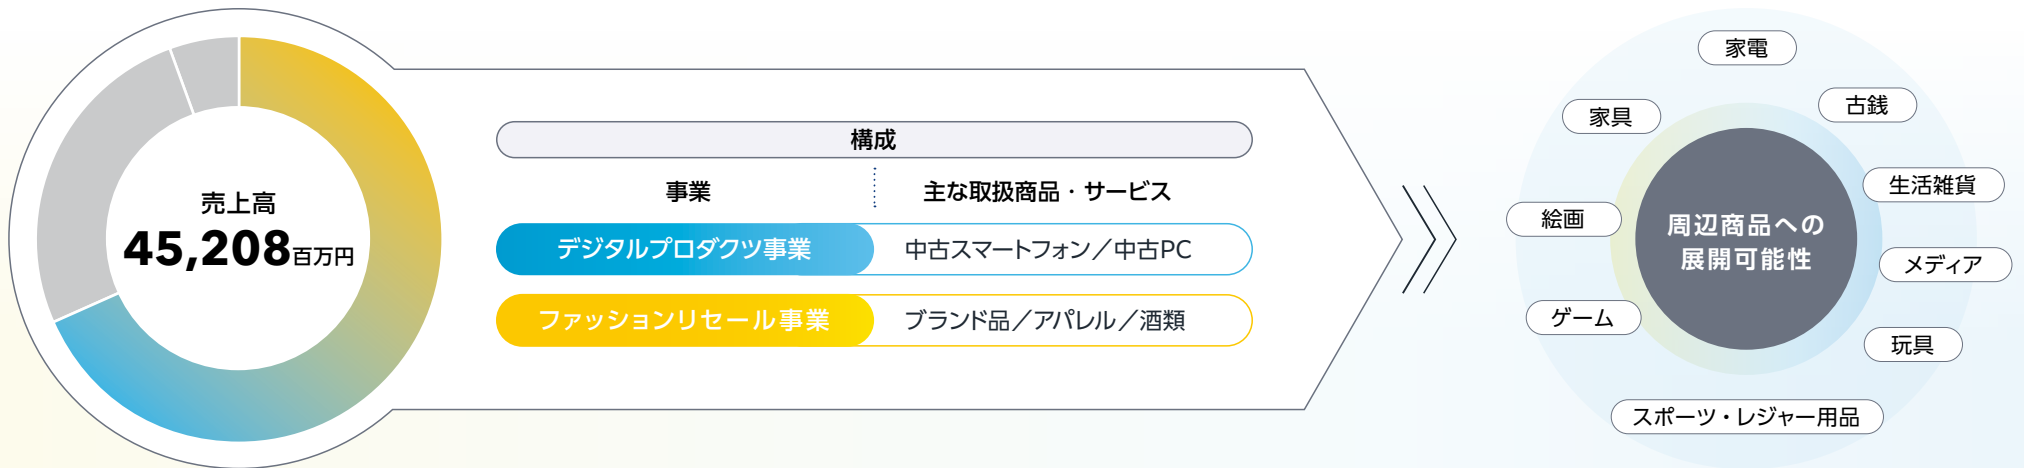 売上高
45,208百万円
構成
事業
主な取扱商品・サービス
デジタルプロダクツ事業
中古スマートフォン／中古PC
ファッションリセール事業
ブランド品／アパレル／酒類
周辺商品への
展開可能性
家電
古銭
家具
生活雑貨
絵画
メディア
ゲーム
玩具
スポーツ・レジャー用品